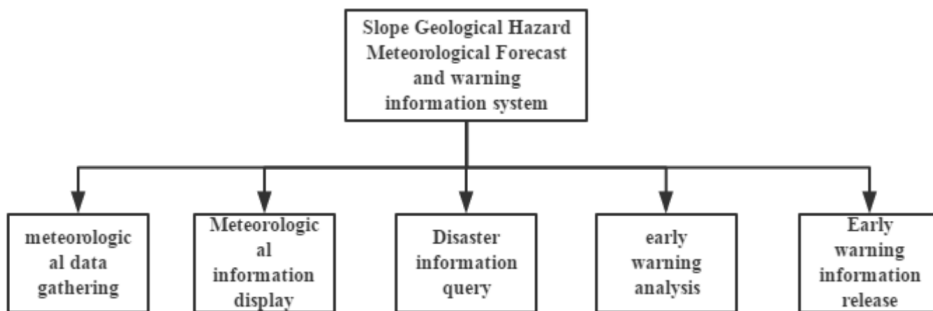 Slope Geological Hazard
Meteorological Forecast
and warning
information system
meteorologic
al data
gathering
Meteorologic
al
information
display
Disaster
information
query
early
warning
analysis
Early
warning
information
release